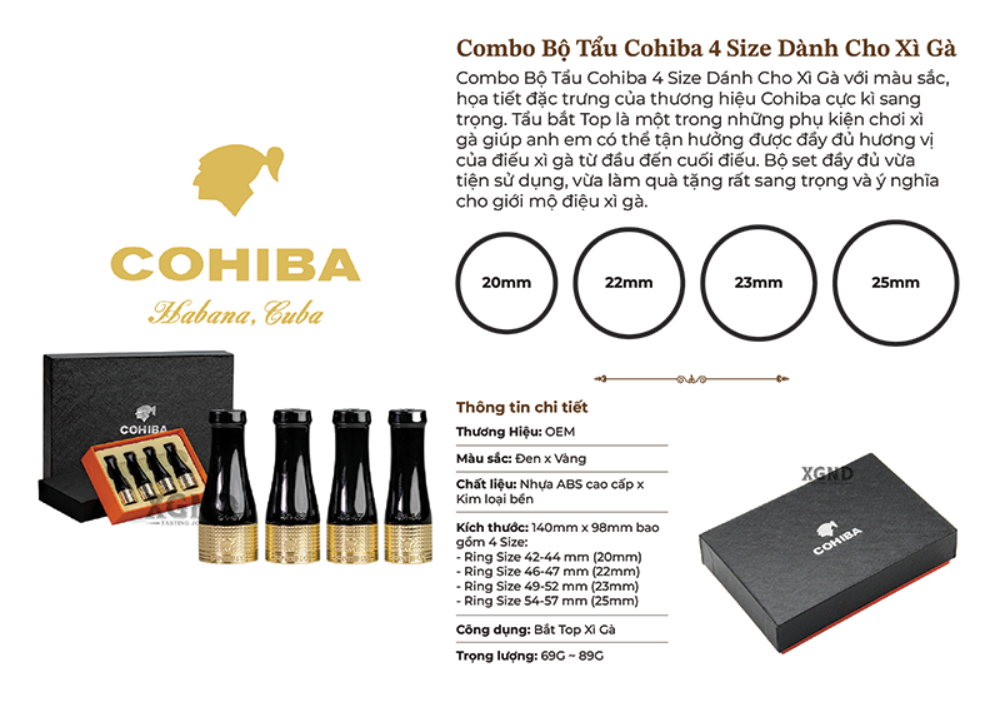 Combo Bộ Tẩu Cohiba 4 Size Dành Cho Xì Gà
Combo Bộ Tẩu Cohiba 4 Size Dánh Cho Xì Gà với màu sắc,
họa tiết đặc trưng của thương hiệu Cohiba cực kì sang
trọng. Tẩu bắt Top là một trong những phụ kiện chơi xì
gà giúp anh em có thể tận hưởng được đầy đủ hương vị
của điếu xì gà từ đầu đến cuối điếu. Bộ set đầy đủ vừa
tiện sử dụng, vừa làm quà tặng rất sang trọng và ý nghĩa
cho giới mộ điệu xì gà.
COHIBA
Habana, Cuba
20mm
22mm
23mm
25mm
COHIBA
XGND
Thông tin chi tiết
Thương Hiệu: OEM
Màu sắc: Đen x Vàng
Chất liệu: Nhựa ABS cao cấp x
Kim loại bền
Kích thước: 140mm x 98mm bao
gồm 4 Size:
- Ring Size 42-44 mm (20mm)
- Ring Size 46-47 mm (22mm)
- Ring Size 49-52 mm (23mm)
- Ring Size 54-57 mm (25mm)
Công dụng: Bắt Top Xì Gà
Trọng lượng: 69G ~ 89G
XGND
COHIBA